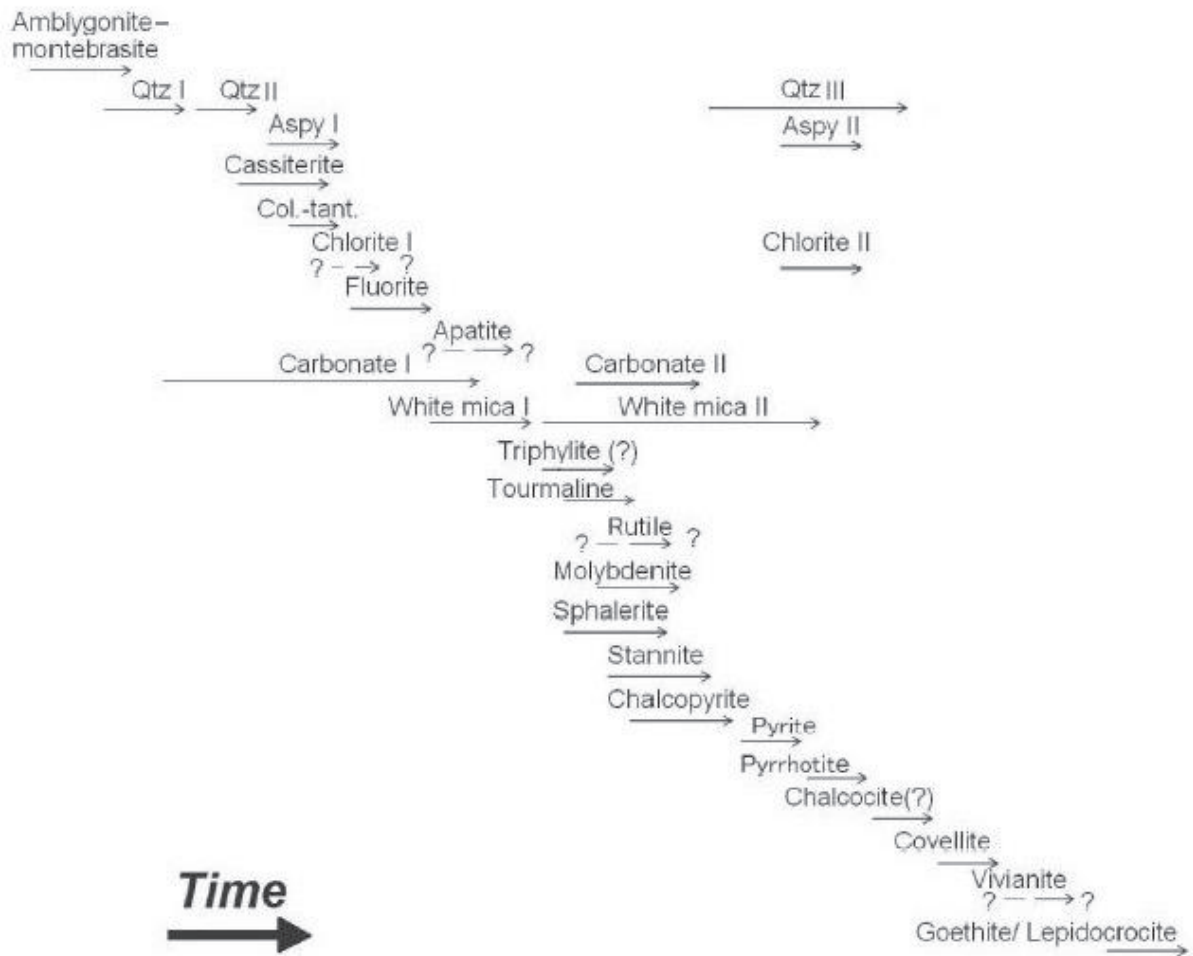 Amblygonite–
montebrasite
Qtz I Qtz II Qtz III
Aspy I Aspy II
Cassiterite
Col.-tant.
Chlorite I Chlorite II
? ?
Fluorite
Apatite
? ?
Carbonate I Carbonate II
White mica I White mica II
Triphylite (?)
Tourmaline
Rutile
? ?
Molybdenite
Sphalerite
Stannite
Chalcopyrite
Pyrite
Pyrrhotite
Chalcocite(?)
Covellite
Vivianite
? ?
Time
Goethite/ Lepidocrocite